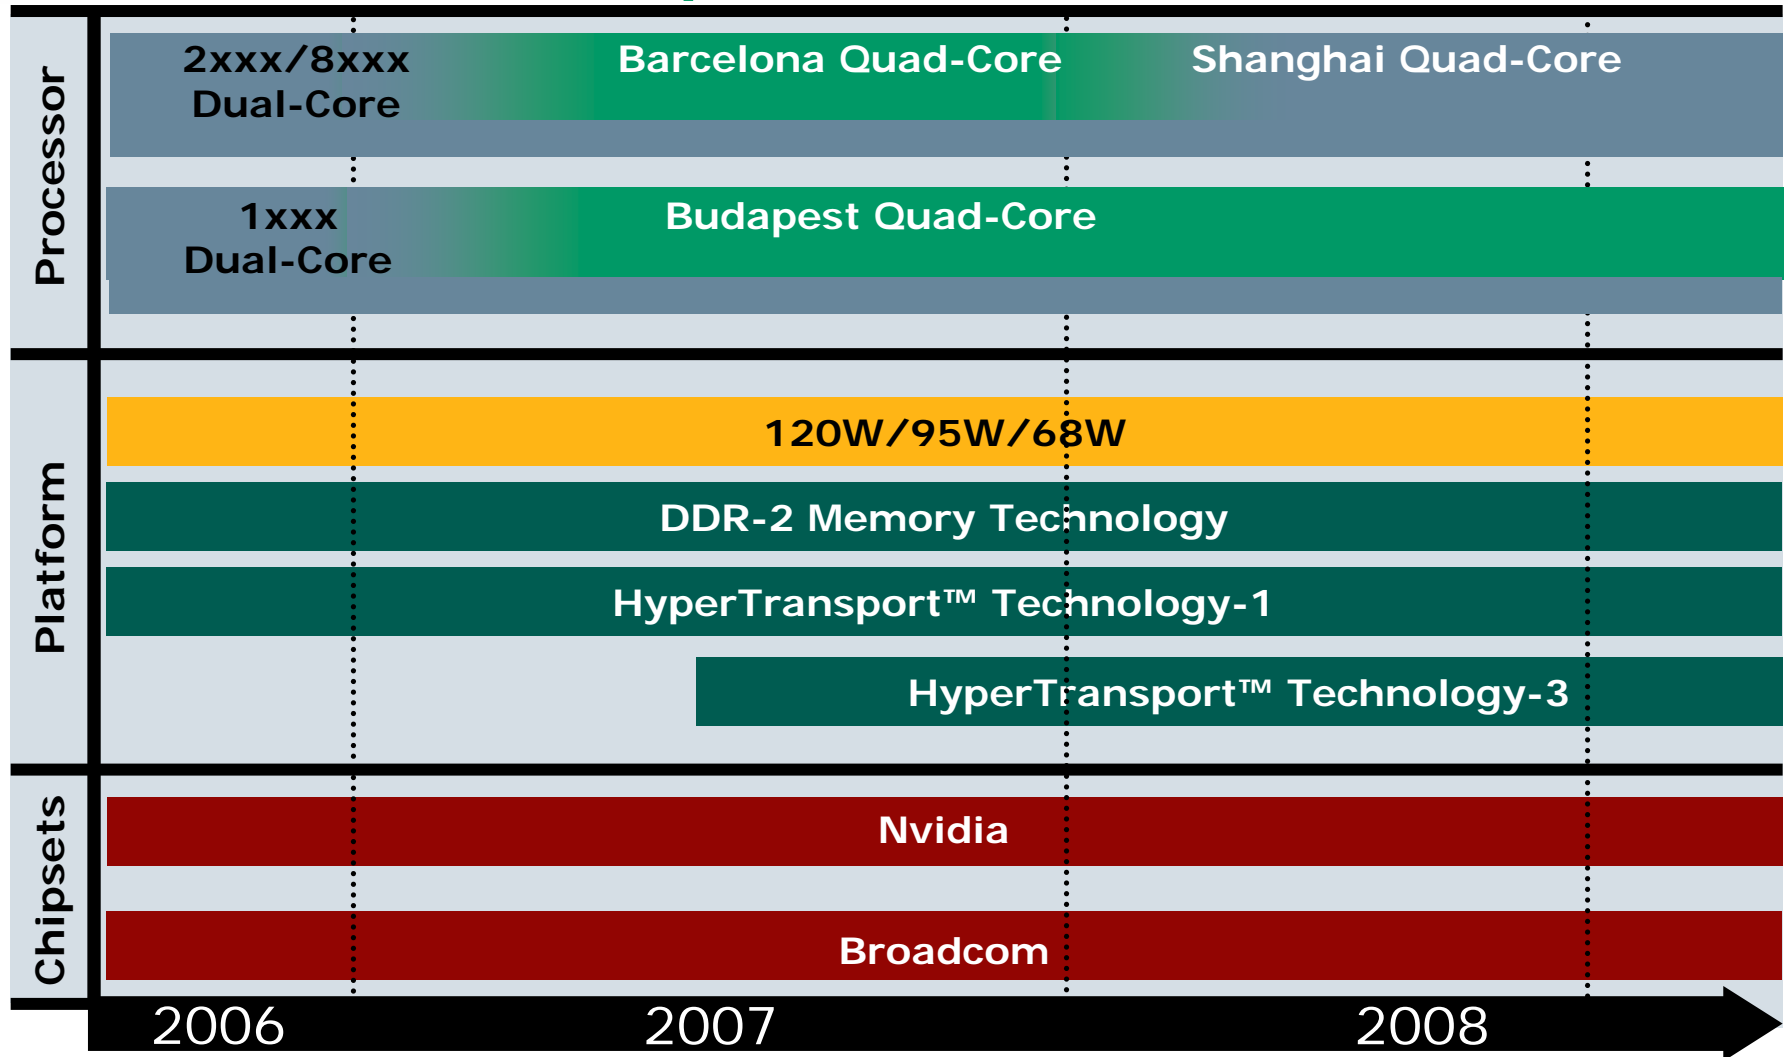 Processor
2xxx/8xxx
Dual-Core
Barcelona Quad-Core
Shanghai Quad-Core
1xxx
Dual-Core
Budapest Quad-Core
Platform
120W/95W/68W
DDR-2 Memory Technology
HyperTransport™ Technology-1
HyperTransport™ Technology-3
Chipsets
Nvidia
Broadcom
2006
2007
2008